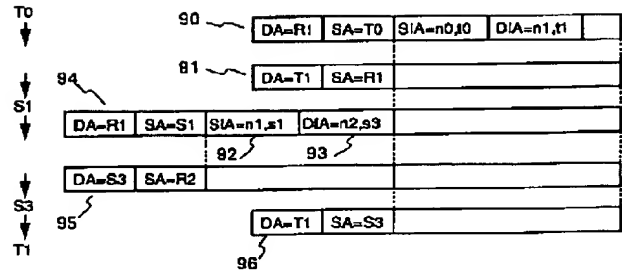 T0
90
DA=R1 SA=T0 SIA=n0,t0 DIA=n1,t1
91
DA=T1 SA=R1
94
S1
DA=R1 SA=S1 SIA=n1,s1 DIA=n2,s3
92 93
DA=S3 SA=R2
S3
95
T1
DA=T1 SA=S3
96